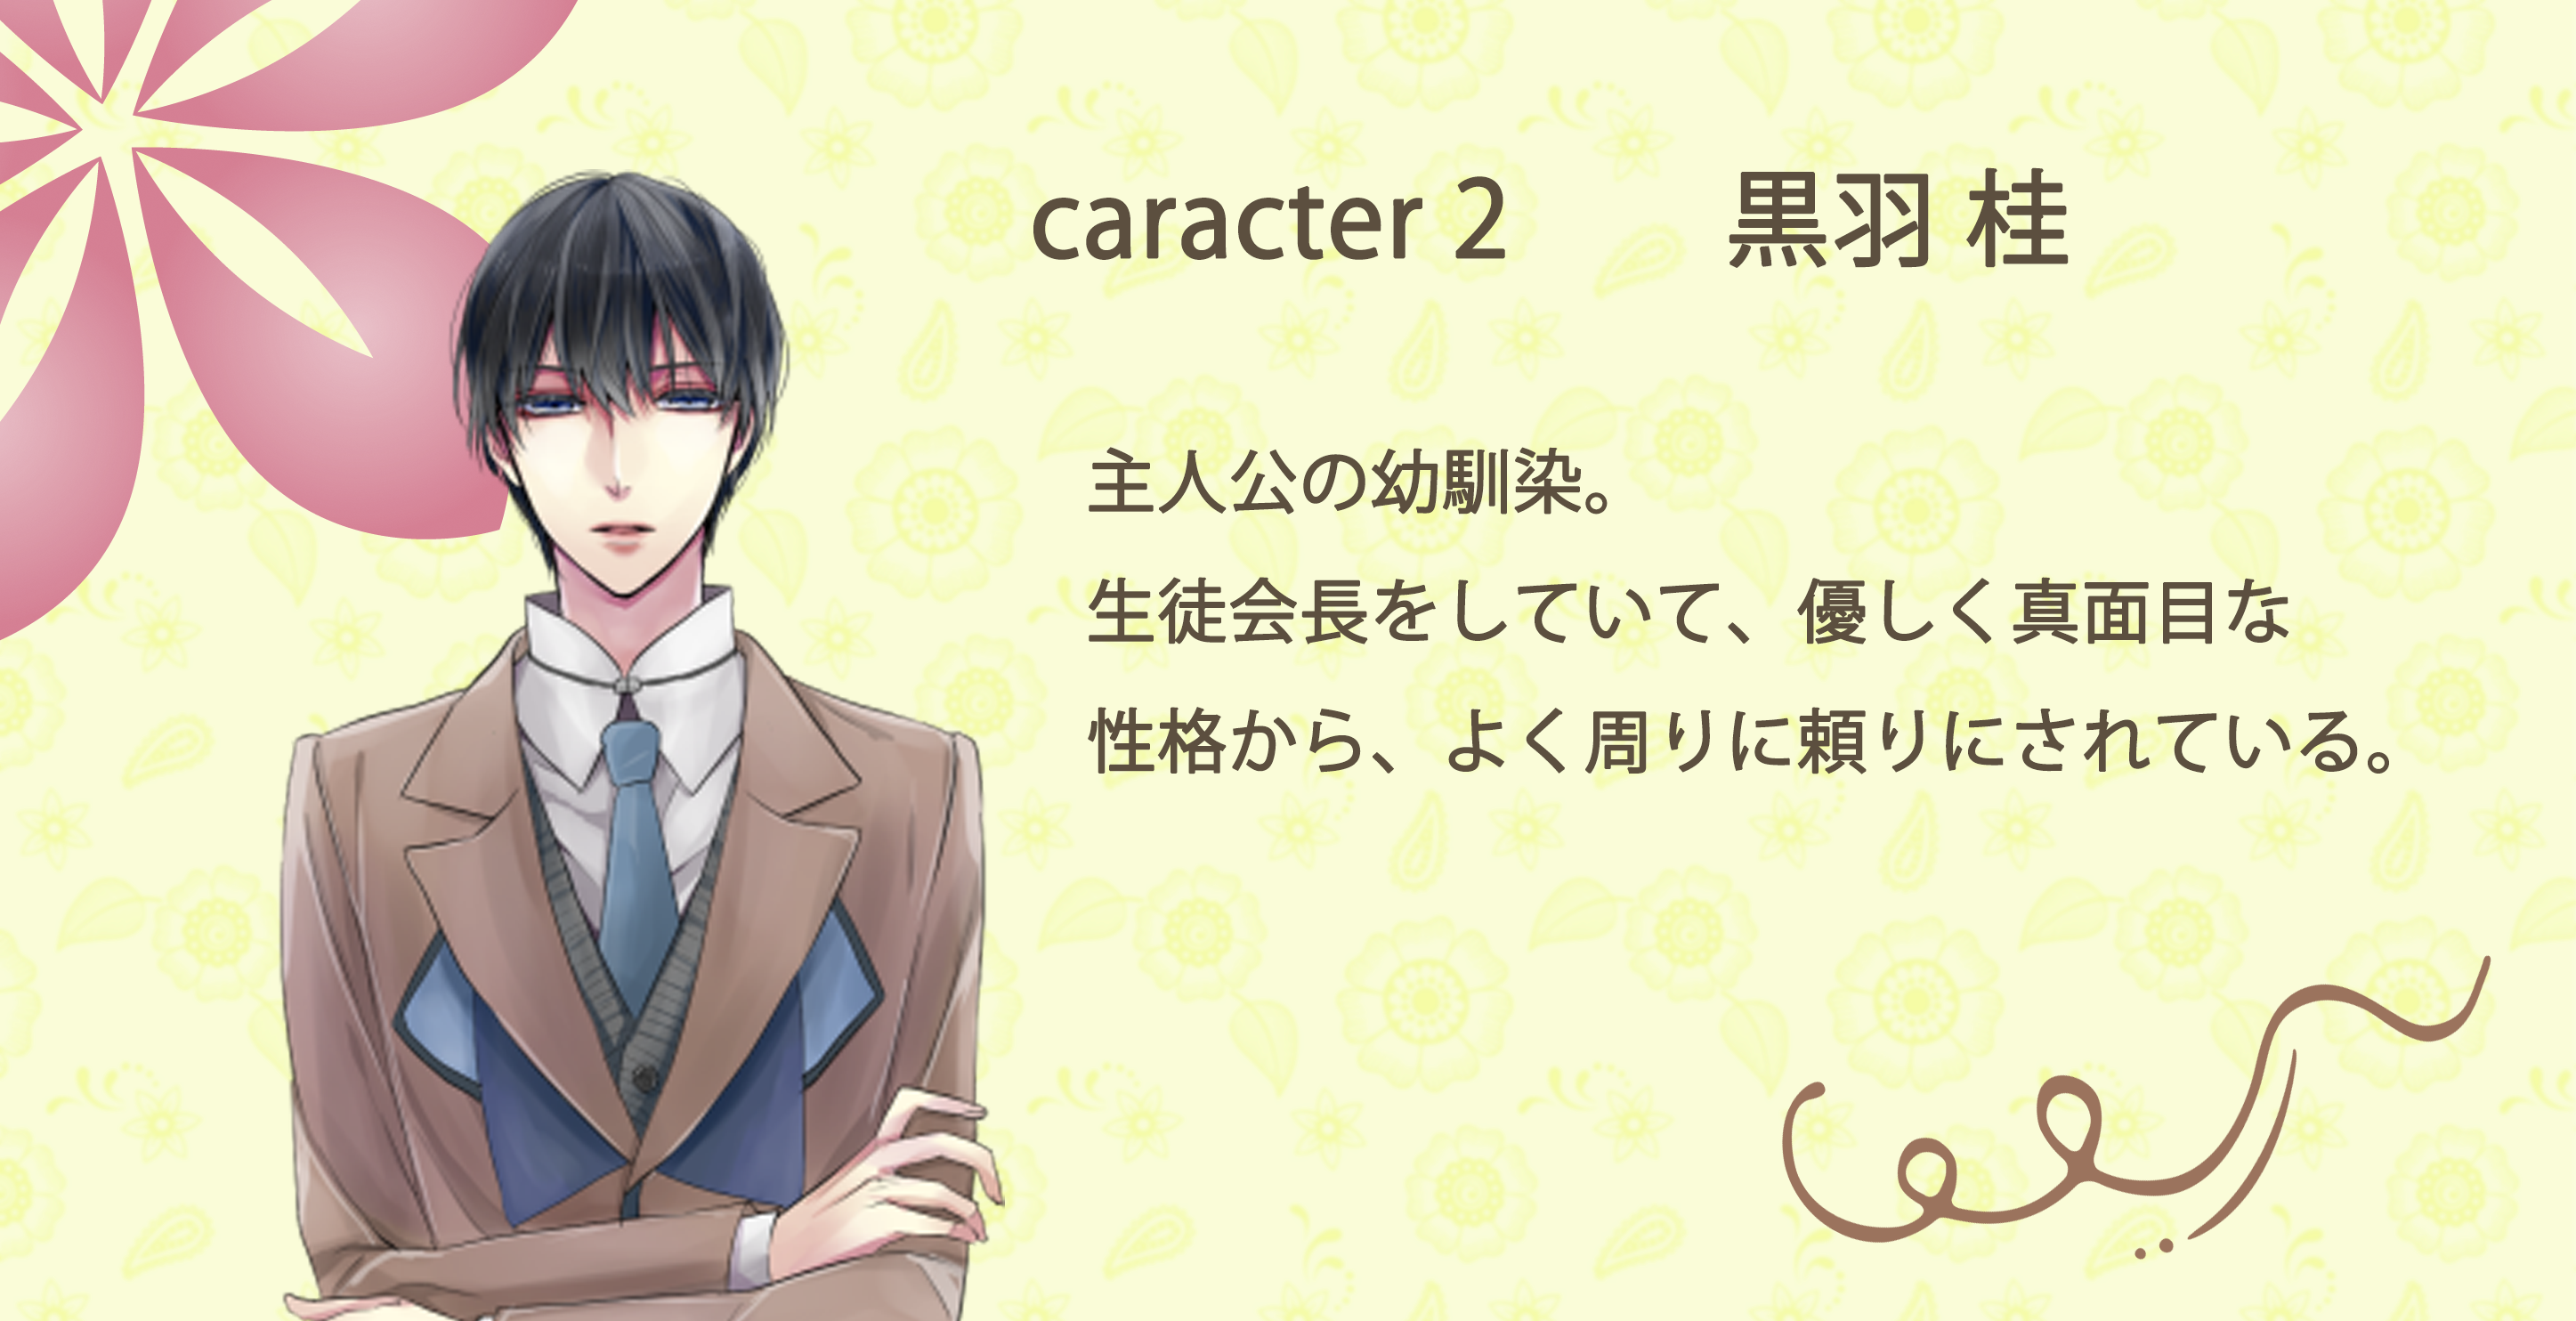 caracter 2　　黒羽 桂
主人公の幼馴染。
生徒会長をしていて、優しく真面目な
性格から、よく周りに頼りにされている。